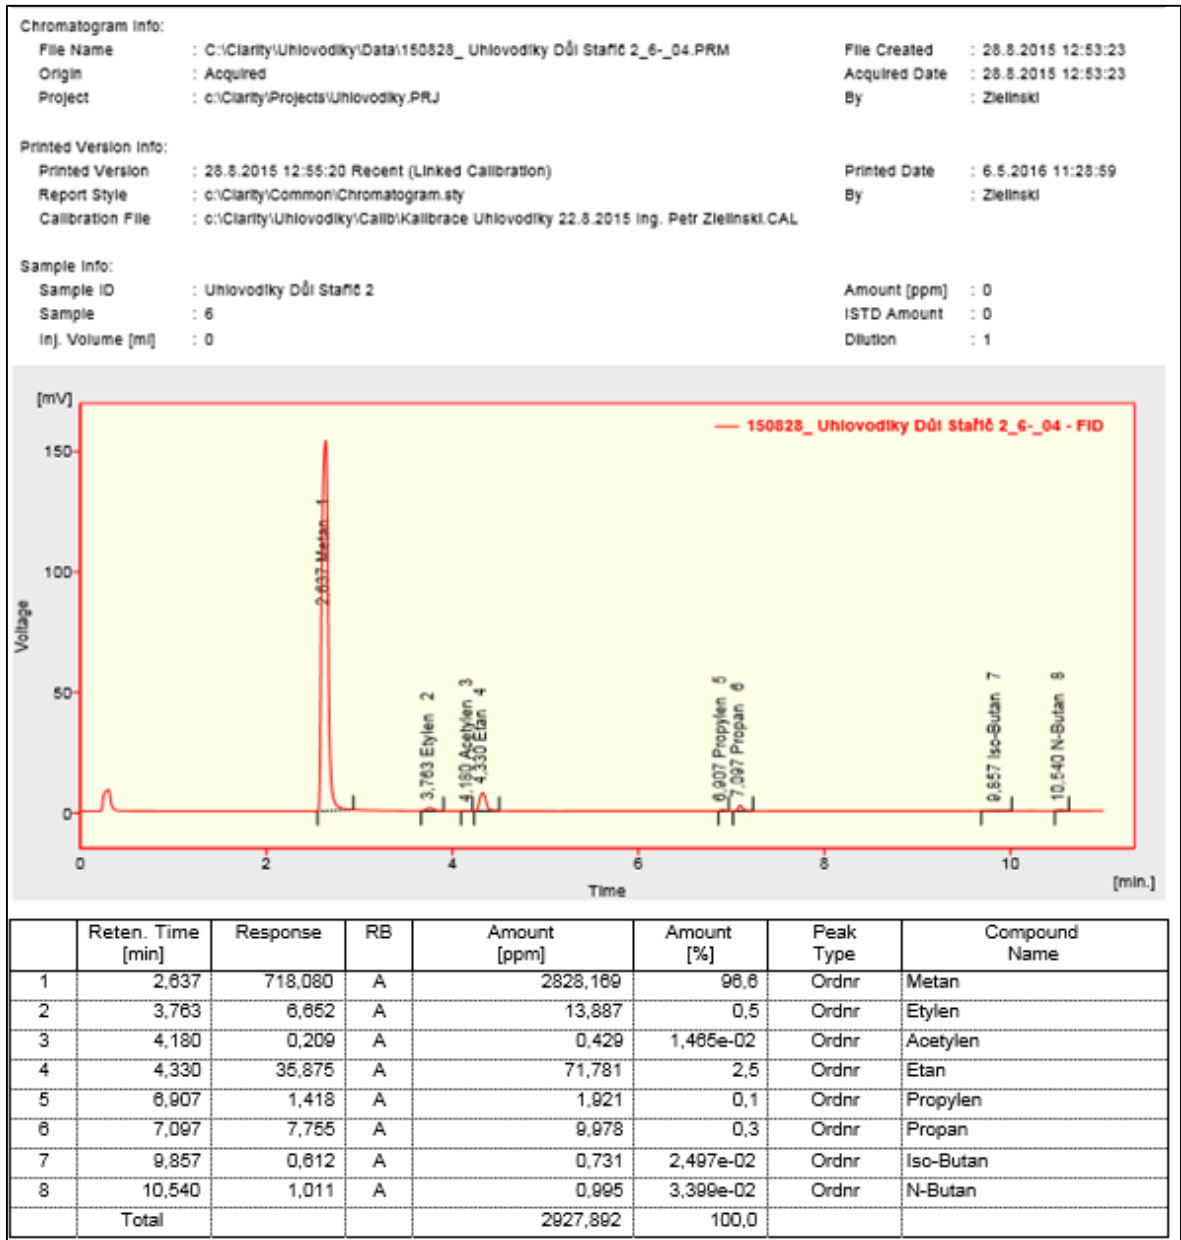 Chromatogram Info:
File Name : C:\Clarity\Uhlovodiky\Data\150828_ Uhlovodiky Důl Staříč 2_6-_04.PRM File Created : 28.8.2015 12:53:23
Origin : Acquired Acquired Date : 28.8.2015 12:53:23
Project : c:\Clarity\Projects\Uhlovodiky.PRJ By : Zielinski
Printed Version Info:
Printed Version : 28.8.2015 12:55:20 Recent (Linked Calibration) Printed Date : 6.5.2016 11:28:59
Report Style : c:\Clarity\Common\Chromatogram.sty By : Zielinski
Calibration File : c:\Clarity\Uhlovodiky\Calib\Kalibrace Uhlovodiky 22.8.2015 Ing. Petr Zielinski.CAL
Sample Info:
Sample ID : Uhlovodiky Důl Staříč 2 Amount [ppm] : 0
Sample : 6 ISTD Amount : 0
Inj. Volume [ml] : 0 Dilution : 1
[mV]
150828_ Uhlovodiky Důl Staříč 2_6-_04 - FID
150
100
50
0
Voltage
2,637 Metan 1
3,763 Etylen 2
4,180 Acetylen 3
4,330 Etan 4
6,907 Propylen 5
7,097 Propan 6
9,857 Iso-Butan 7
10,540 N-Butan 8
0 2 4 6 8 10
Time [min.]
Reten. Time [min] Response RB Amount [ppm] Amount [%] Peak Type Compound Name
1 2,637 718,080 A 2828,169 96,6 Ordnr Metan
2 3,763 6,652 A 13,887 0,5 Ordnr Etylen
3 4,180 0,209 A 0,429 1,465e-02 Ordnr Acetylen
4 4,330 35,875 A 71,781 2,5 Ordnr Etan
5 6,907 1,418 A 1,921 0,1 Ordnr Propylen
6 7,097 7,755 A 9,978 0,3 Ordnr Propan
7 9,857 0,612 A 0,731 2,497e-02 Ordnr Iso-Butan
8 10,540 1,011 A 0,995 3,399e-02 Ordnr N-Butan
Total 2927,892 100,0